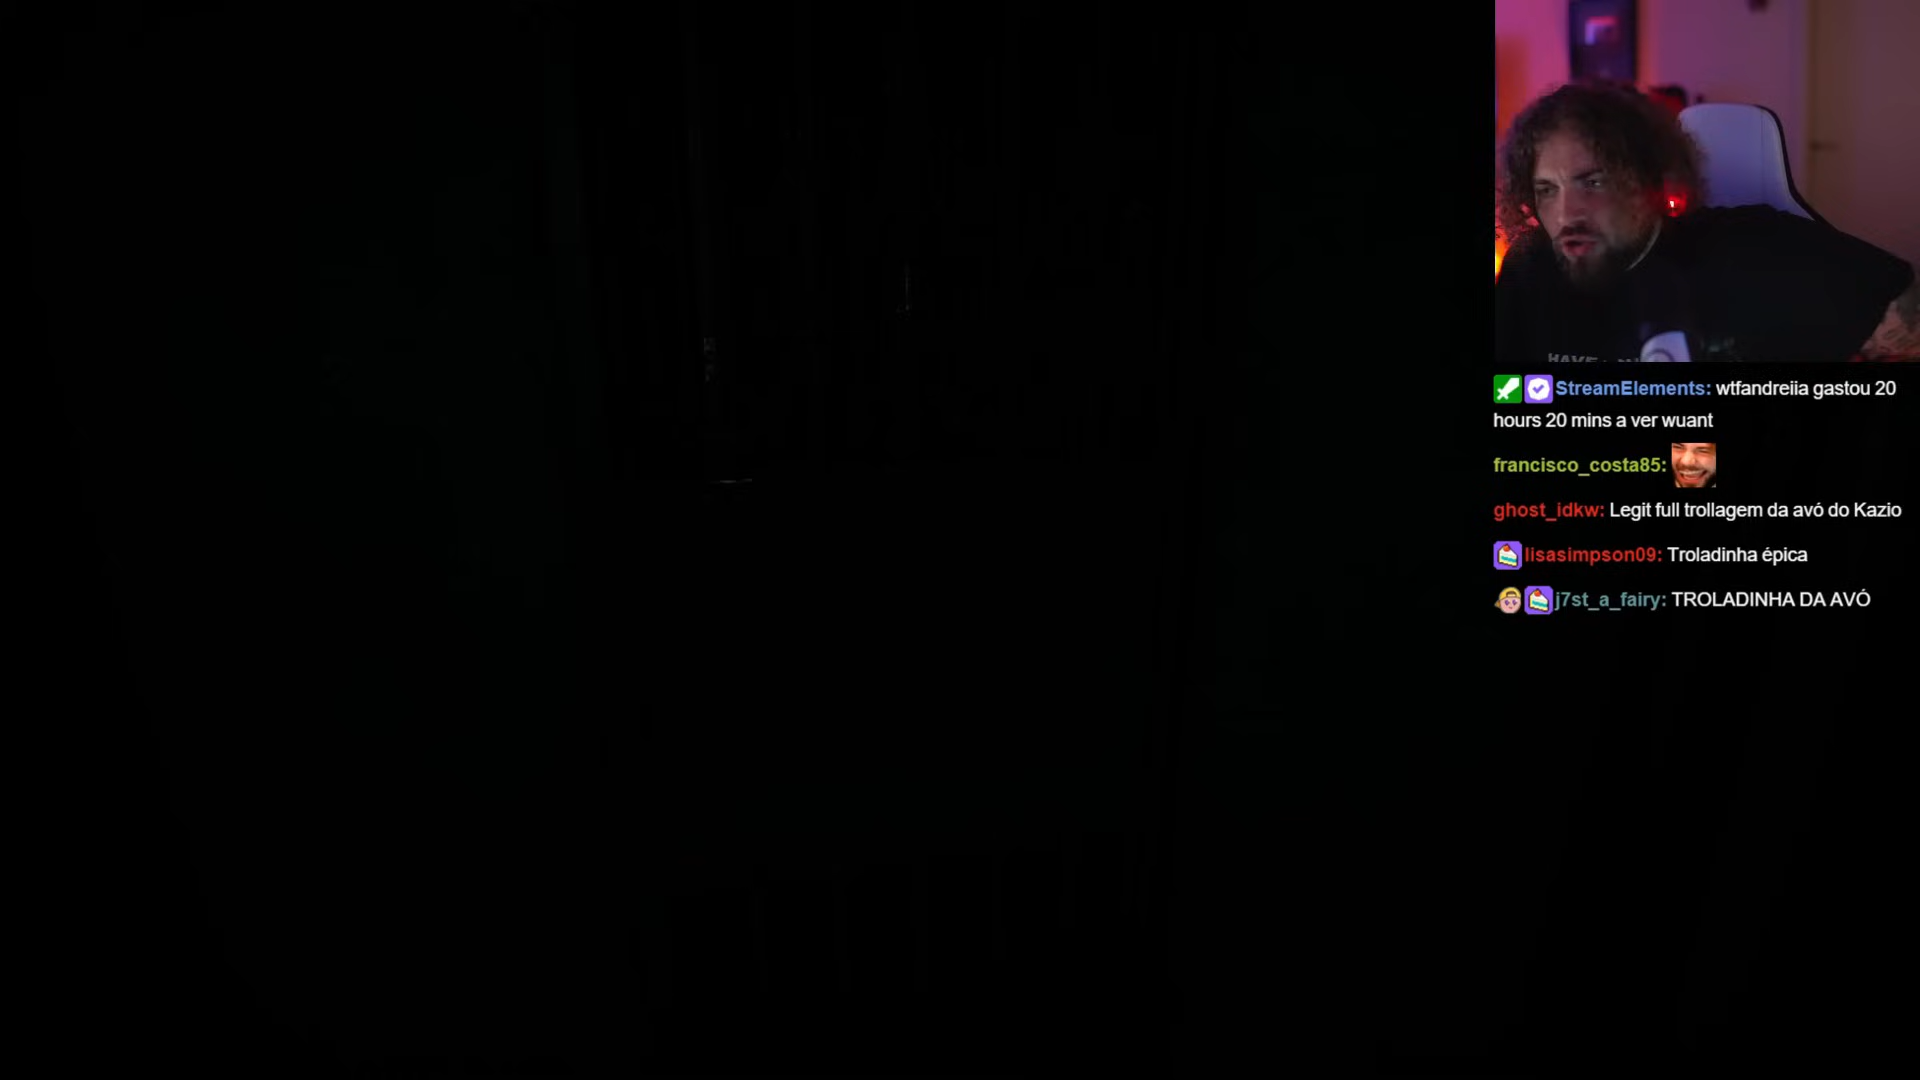 HAVE
StreamElements: wtfandreiia gastou 20
hours 20 mins a ver wuant
francisco_costa85:
ghost_idkw: Legit full trollagem da avó do Kazio
lisasimpson09: Troladinha épica
j7st_a_fairy: TROLADINHA DA AVÓ